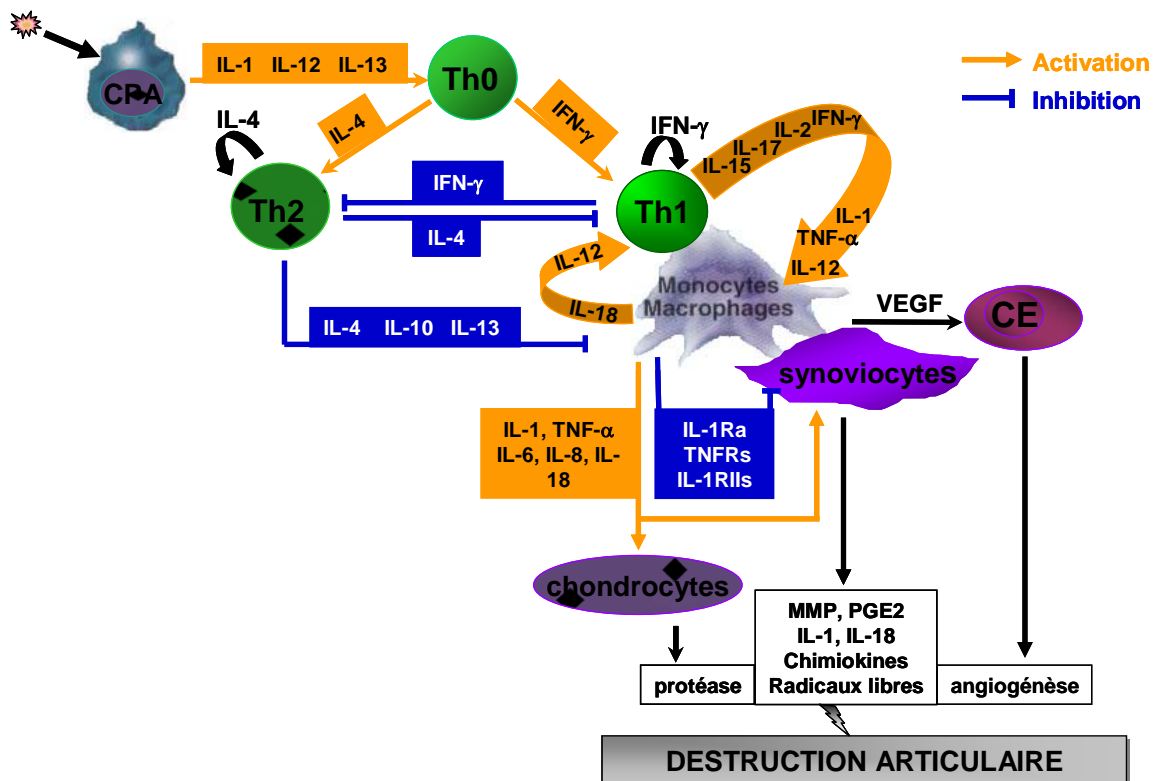 CPA
IL-1 IL-12 IL-13
Th0
Activation
Inhibition
IL-4
IL-4
IFN-γ
IFN-γ
IL-15
IL-17
IL-2
IFN-γ
Th2
IFN-γ
IL-4
Th1
IL-1
TNF-α
IL-12
IL-12
IL-18
Monocytes
Macrophages
VEGF
CE
IL-4 IL-10 IL-13
synoviocytes
IL-1, TNF-α
IL-6, IL-8, IL-
18
IL-1Ra
TNFRs
IL-1RIIs
chondrocytes
MMP, PGE2
IL-1, IL-18
Chimiokines
Radicaux libres
protéase
angiogénèse
DESTRUCTION ARTICULAIRE